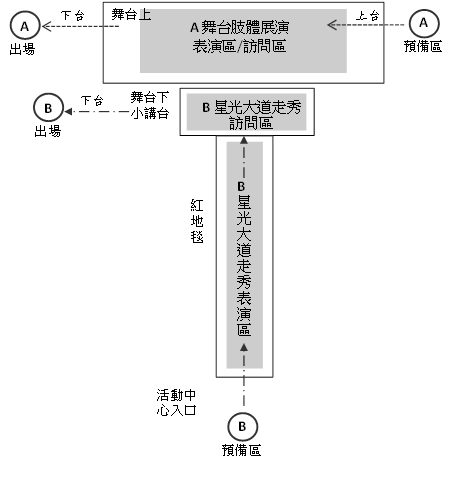 A
出場
下台
舞台上
A 舞台肢體展演
表演區/訪問區
上台
A
預備區
B
出場
下台
舞台下
小講台
B 星光大道走秀
訪問區
紅地毯
B 星光大道走秀表演區
活動中
心入口
B
預備區